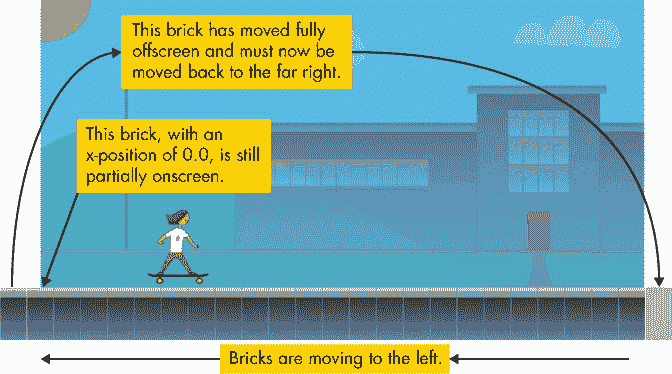 This brick has moved fully
offscreen and must now be
moved back to the far right.
This brick, with an
x-position of 0.0, is still
partially onscreen.
Bricks are moving to the left.